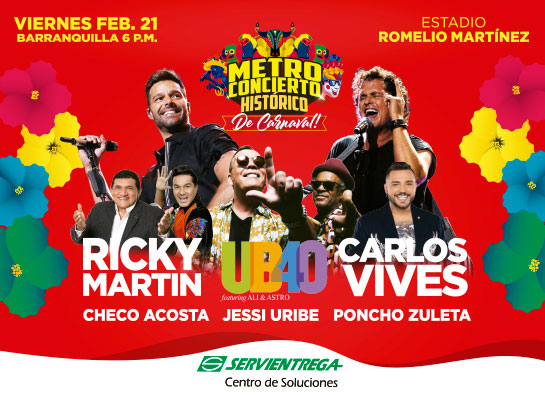 VIERNES FEB. 21
BARRANQUILLA 6 P.M.
ESTADIO
ROMELIO MARTÍNEZ
METRO
CONCIERTO
HISTÓRICO
De Carnaval!
RICKY
MARTIN
UB40
featuring ALI & ASTRO
CARLOS
VIVES
CHECO ACOSTA
JESSI URIBE
PONCHO ZULETA
SERVIENTREGA
Centro de Soluciones